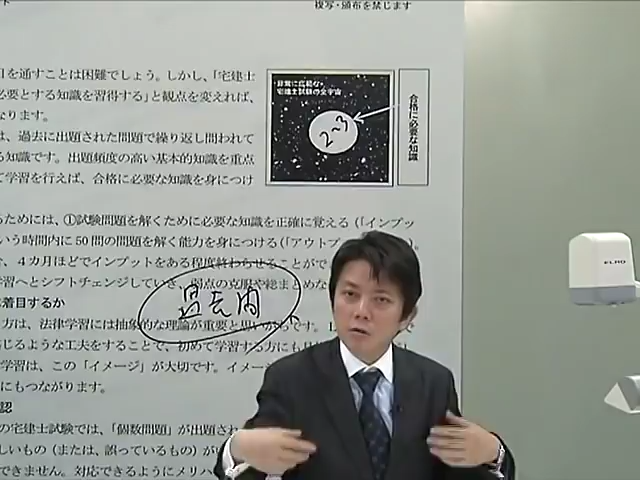 複写・頒布を禁じます
目を通すことは困難でしょう。しかし、「宅建士
必要とする知識を習得する」と観点を変えれば、
なります。
は、過去に出題された問題で繰り返し問われて
る知識です。出題頻度の高い基本的知識を重点
て学習を行えば、合格に必要な知識を身につけ
非常に広範な
宅建士試験の全宇宙
2~3
合格に必要な知識
るためには、①試験問題を解くために必要な知識を正確に覚える(「インプッ
いう時間内に50問の問題を解く能力を身につける(「アウトプ
、4カ月ほどでインプットをある程度終わらせることがで
学習へとシフトチェンジしていき、弱点の克服や総まとめな
に着目するか
方は、法律学習には抽象的な理論が重要と思いがちです。
じるような工夫をすることで、初めて学習する方にも
学習は、この「イメージ」が大切です。イメー
にもつながります。
認
の宅建士試験では、「個数問題」が出題され
しいもの(または、誤っているもの)が
できません。対応できるようにメリハ
ELMO